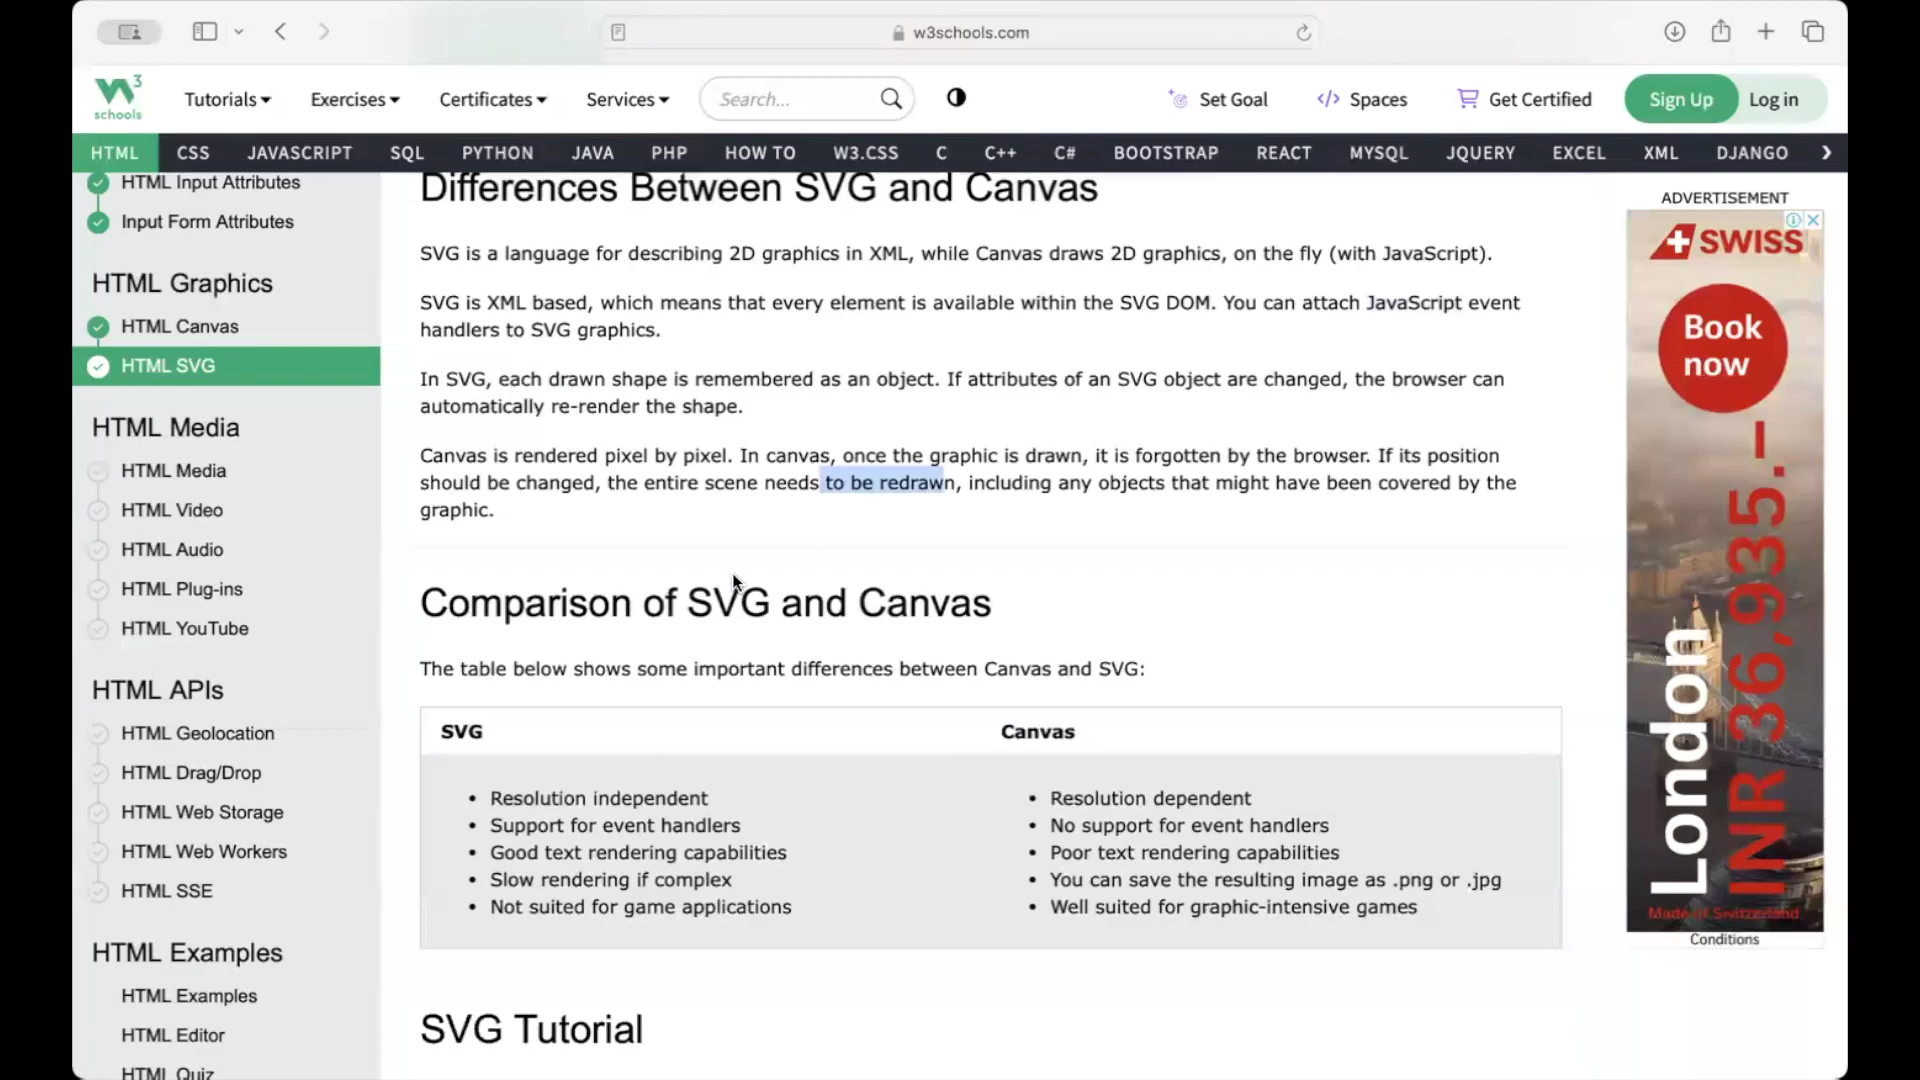 w3schools.com
3
schools
Tutorials
Exercises
Certificates
Services
Search...
Set Goal
Spaces
Get Certified
Sign Up
Log in
HTML
CSS
JAVASCRIPT
SQL
PYTHON
JAVA
PHP
HOW TO
W3.CSS
C
C++
C#
BOOTSTRAP
REACT
MYSQL
JQUERY
EXCEL
XML
DJANGO
HTML Input Attributes
Input Form Attributes
HTML Graphics
HTML Canvas
HTML SVG
HTML Media
HTML Media
HTML Video
HTML Audio
HTML Plug-ins
HTML YouTube
HTML APIs
HTML Geolocation
HTML Drag/Drop
HTML Web Storage
HTML Web Workers
HTML SSE
HTML Examples
HTML Examples
HTML Editor
HTML Quiz
Differences Between SVG and Canvas
SVG is a language for describing 2D graphics in XML, while Canvas draws 2D graphics, on the fly (with JavaScript).
SVG is XML based, which means that every element is available within the SVG DOM. You can attach JavaScript event
handlers to SVG graphics.
In SVG, each drawn shape is remembered as an object. If attributes of an SVG object are changed, the browser can
automatically re-render the shape.
Canvas is rendered pixel by pixel. In canvas, once the graphic is drawn, it is forgotten by the browser. If its position
should be changed, the entire scene needs to be redrawn, including any objects that might have been covered by the
graphic.
Comparison of SVG and Canvas
The table below shows some important differences between Canvas and SVG:
SVG
Canvas
• Resolution independent
• Support for event handlers
• Good text rendering capabilities
• Slow rendering if complex
• Not suited for game applications
• Resolution dependent
• No support for event handlers
• Poor text rendering capabilities
• You can save the resulting image as .png or .jpg
• Well suited for graphic-intensive games
SVG Tutorial
ADVERTISEMENT
SWISS
Book
now
London
INR 36,935.–
Made of Switzerland
Conditions